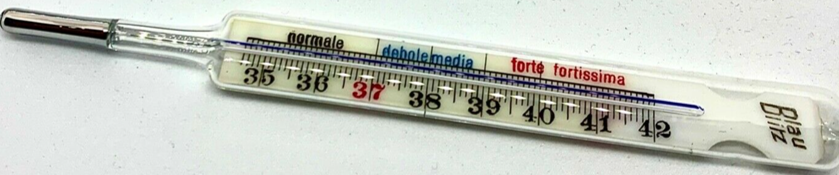 normale debole media forte fortissima
35 36 37 38 39 40 41 42
Blau
Blitz